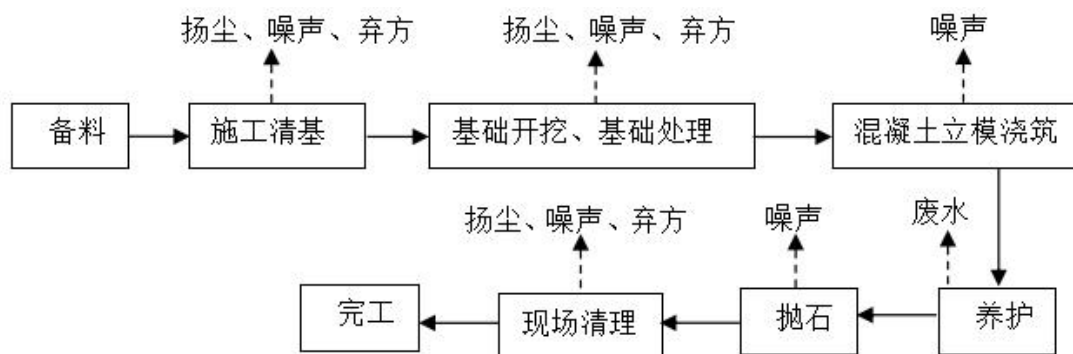 扬尘、噪声、弃方
扬尘、噪声、弃方
噪声
备料
施工清基
基础开挖、基础处理
混凝土立模浇筑
扬尘、噪声、弃方
噪声
废水
完工
现场清理
抛石
养护